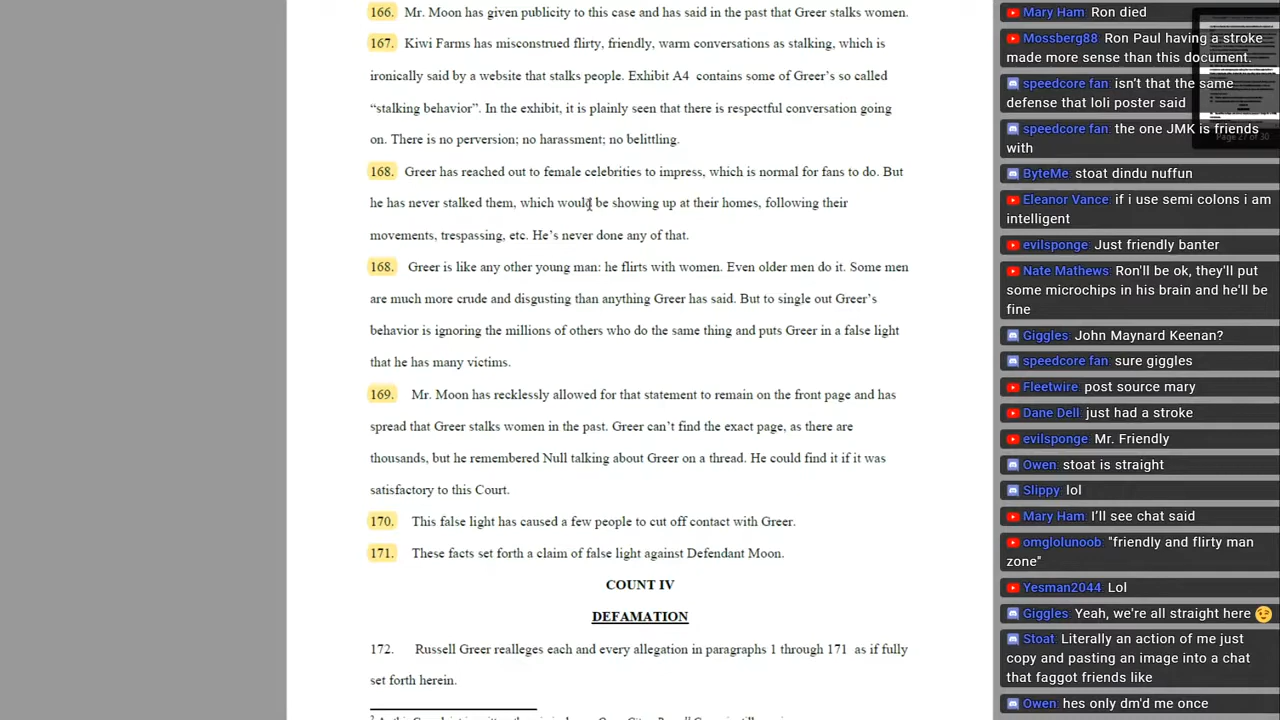 166. Mr. Moon has given publicity to this case and has said in the past that Greer stalks women.
167. Kiwi Farms has misconstrued flirty, friendly, warm conversations as stalking, which is
ironically said by a website that stalks people. Exhibit A4 contains some of Greer's so called
“stalking behavior”. In the exhibit, it is plainly seen that there is respectful conversation going
on. There is no perversion; no harassment; no belittling.
168. Greer has reached out to female celebrities to impress, which is normal for fans to do. But
he has never stalked them, which would be showing up at their homes, following their
movements, trespassing, etc. He's never done any of that.
168. Greer is like any other young man: he flirts with women. Even older men do it. Some men
are much more crude and disgusting than anything Greer has said. But to single out Greer's
behavior is ignoring the millions of others who do the same thing and puts Greer in a false light
that he has many victims.
169. Mr. Moon has recklessly allowed for that statement to remain on the front page and has
spread that Greer stalks women in the past. Greer can't find the exact page, as there are
thousands, but he remembered Null talking about Greer on a thread. He could find it if it was
satisfactory to this Court.
170. This false light has caused a few people to cut off contact with Greer.
171. These facts set forth a claim of false light against Defendant Moon.
COUNT IV
DEFAMATION
172. Russell Greer realleges each and every allegation in paragraphs 1 through 171 as if fully
set forth herein.
Mary Ham: Ron died
Mossberg88: Ron Paul having a stroke
made more sense than this document.
speedcore fan: isn't that the same
defense that loli poster said
Page 27 of 30
speedcore fan: the one JMK is friends
with
ByteMe: stoat dindu nuffun
Eleanor Vance: if i use semi colons i am
intelligent
evilsponge: Just friendly banter
Nate Mathews: Ron'll be ok, they'll put
some microchips in his brain and he'll be
fine
Giggles: John Maynard Keenan?
speedcore fan: sure giggles
Fleetwire: post source mary
Dane Dell: just had a stroke
evilsponge: Mr. Friendly
Owen: stoat is straight
Slippy: lol
Mary Ham: I'll see chat said
omglolunoob: "friendly and flirty man
zone"
Yesman2044: Lol
Giggles: Yeah, we're all straight here 😉
Stoat: Literally an action of me just
copy and pasting an image into a chat
that faggot friends like
Owen: hes only dm'd me once